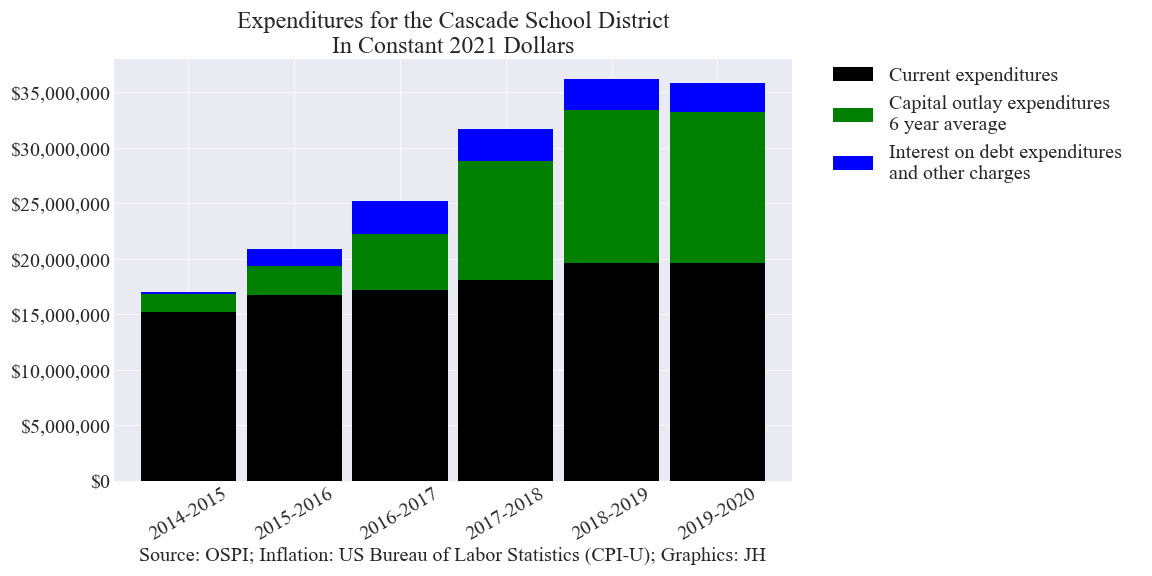 Expenditures for the Cascade School District
In Constant 2021 Dollars
Current expenditures
Capital outlay expenditures
6 year average
Interest on debt expenditures
and other charges
$35,000,000
$30,000,000
$25,000,000
$20,000,000
$15,000,000
$10,000,000
$5,000,000
$0
2014-2015
2015-2016
2016-2017
2017-2018
2018-2019
2019-2020
Source: OSPI; Inflation: US Bureau of Labor Statistics (CPI-U); Graphics: JH